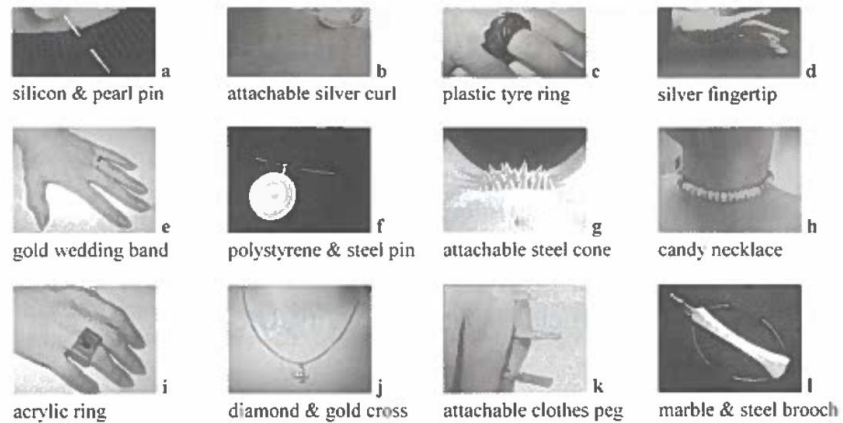 a b c d
silicon & pearl pin attachable silver curl plastic tyre ring silver fingertip
e f g h
gold wedding band polystyrene & steel pin attachable steel cone candy necklace
i j k l
acrylic ring diamond & gold cross attachable clothes peg marble & steel brooch